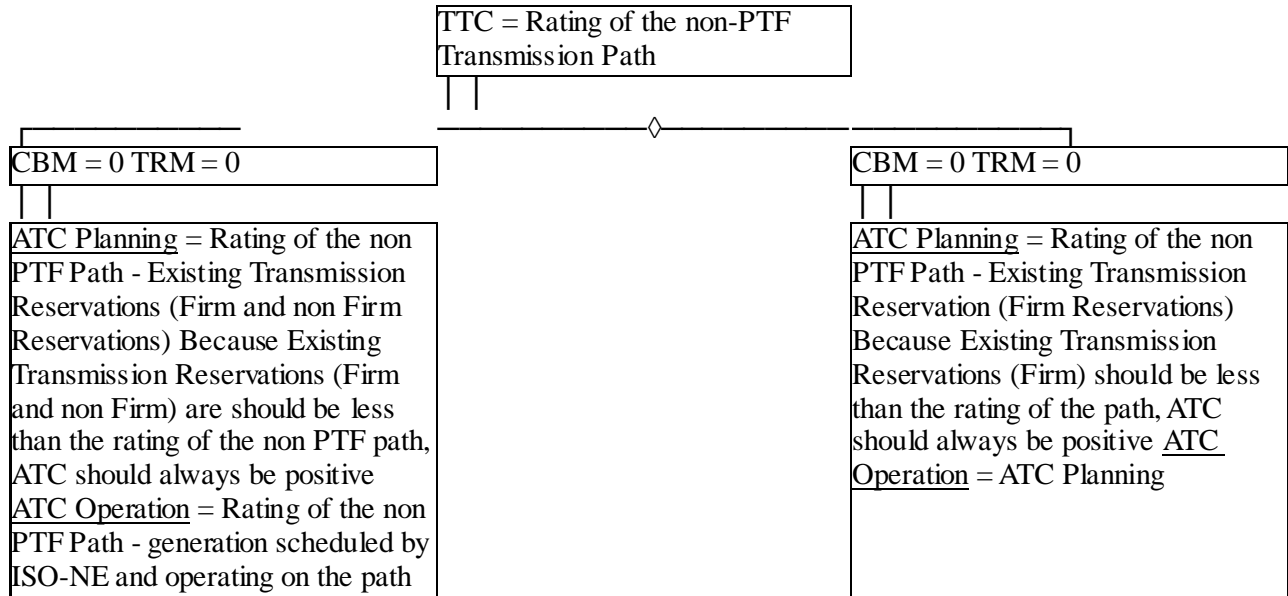 TTC = Rating of the non-PTF
Transmission Path
CBM = 0 TRM = 0
CBM = 0 TRM = 0
ATC Planning = Rating of the non
PTF Path - Existing Transmission
Reservations (Firm and non Firm
Reservations) Because Existing
Transmission Reservations (Firm
and non Firm) are should be less
than the rating of the non PTF path,
ATC should always be positive
ATC Operation = Rating of the non
PTF Path - generation scheduled by
ISO-NE and operating on the path
ATC Planning = Rating of the non
PTF Path - Existing Transmission
Reservation (Firm Reservations)
Because Existing Transmission
Reservations (Firm) should be less
than the rating of the path, ATC
should always be positive ATC
Operation = ATC Planning